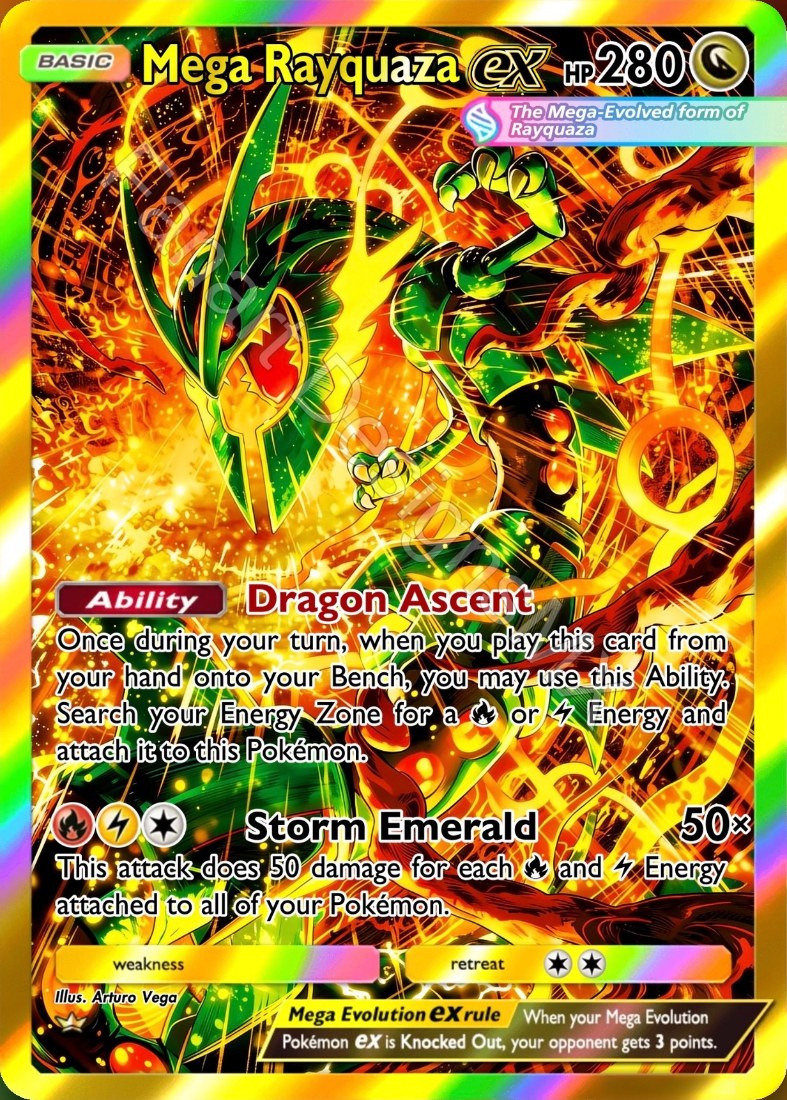 BASIC
Mega Rayquaza ex HP 280
The Mega-Evolved form of
Rayquaza
Fanart Designs
Ability Dragon Ascent
Once during your turn, when you play this card from
your hand onto your Bench, you may use this Ability.
Search your Energy Zone for a or Energy and
attach it to this Pokémon.
Storm Emerald 50×
This attack does 50 damage for each and Energy
attached to all of your Pokémon.
weakness retreat
Illus. Arturo Vega
Mega Evolution ex rule When your Mega Evolution
Pokémon ex is Knocked Out, your opponent gets 3 points.